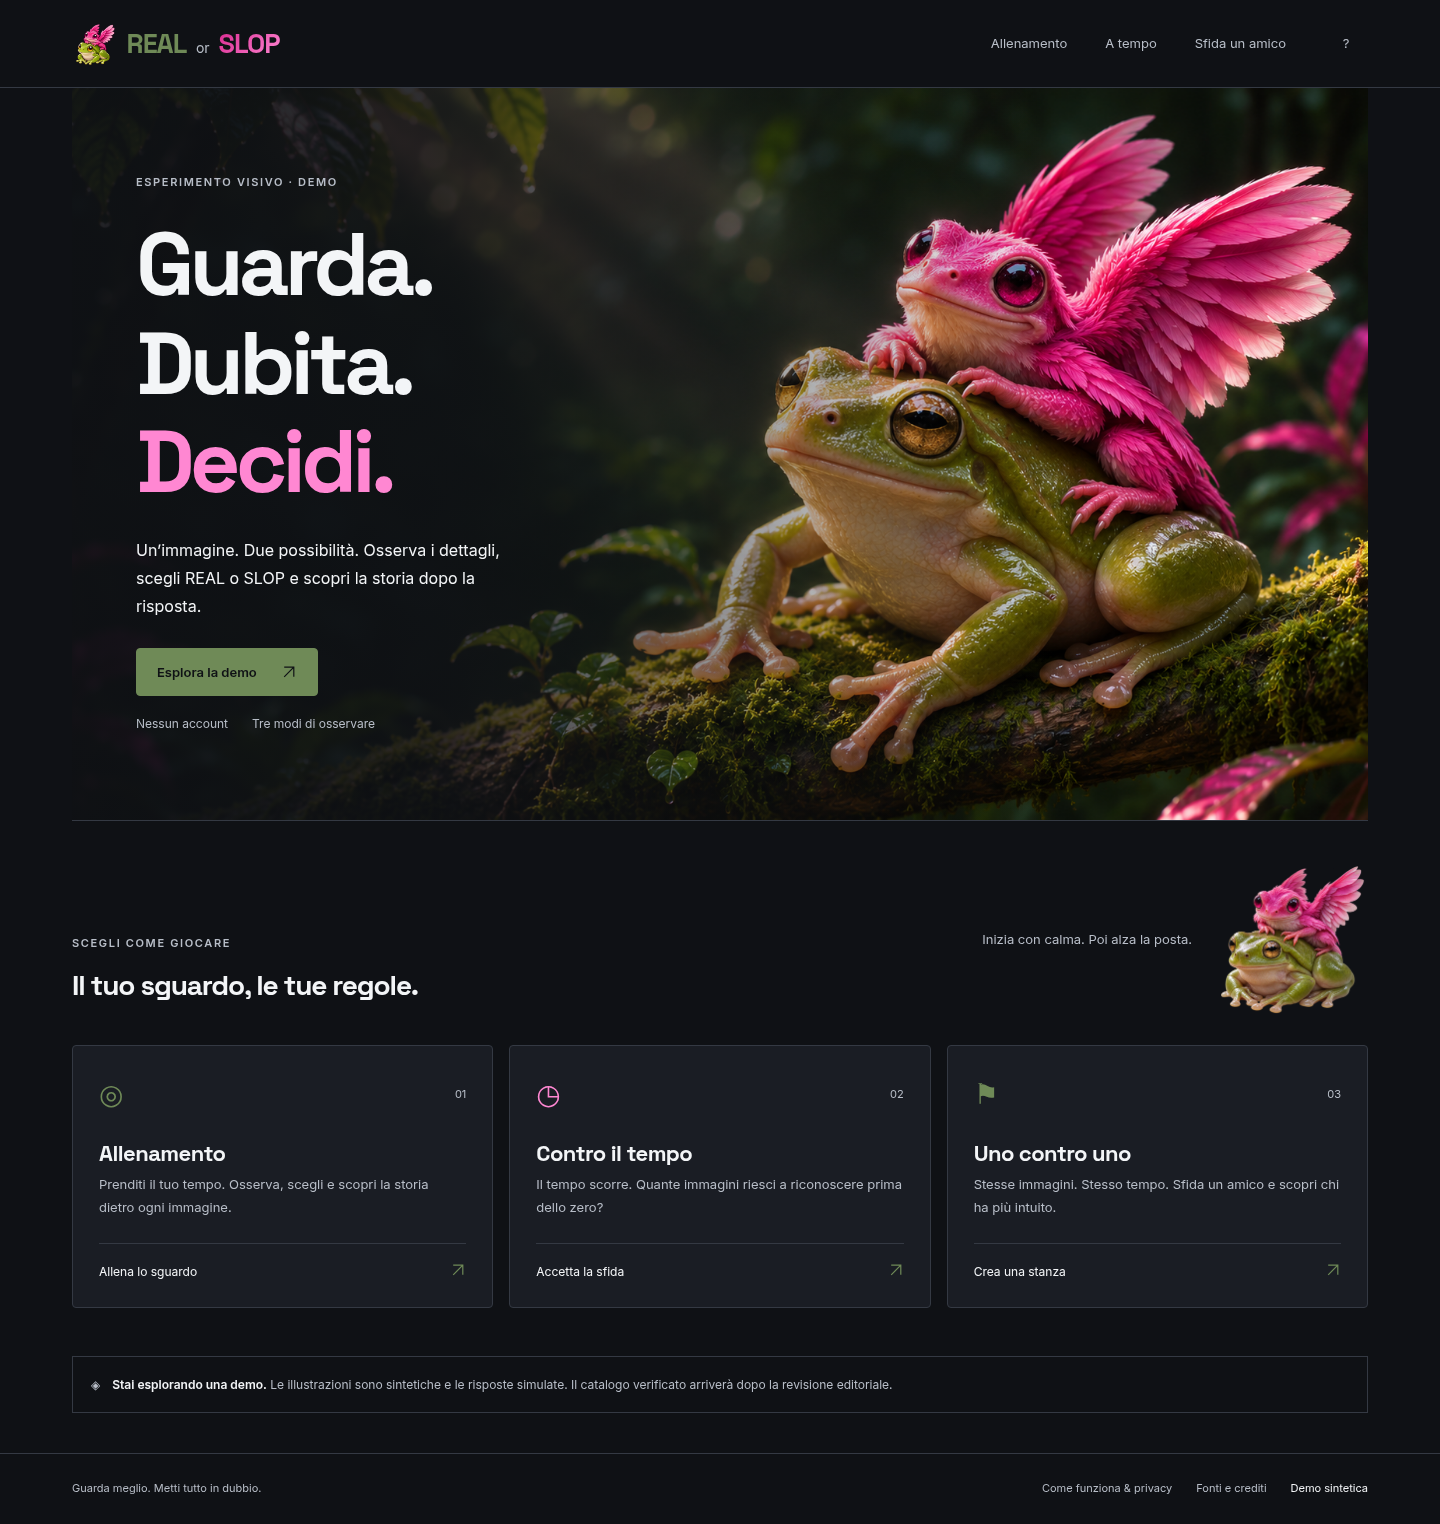 REAL or SLOP
Allenamento
A tempo
Sfida un amico
?
ESPERIMENTO VISIVO · DEMO
Guarda.
Dubita.
Decidi.
Un’immagine. Due possibilità. Osserva i dettagli,
scegli REAL o SLOP e scopri la storia dopo la
risposta.
Esplora la demo
Nessun account
Tre modi di osservare
SCEGLI COME GIOCARE
Il tuo sguardo, le tue regole.
Inizia con calma. Poi alza la posta.
01
Allenamento
Prenditi il tuo tempo. Osserva, scegli e scopri la storia
dietro ogni immagine.
Allena lo sguardo
02
Contro il tempo
Il tempo scorre. Quante immagini riesci a riconoscere prima
dello zero?
Accetta la sfida
03
Uno contro uno
Stesse immagini. Stesso tempo. Sfida un amico e scopri chi
ha più intuito.
Crea una stanza
Stai esplorando una demo. Le illustrazioni sono sintetiche e le risposte simulate. Il catalogo verificato arriverà dopo la revisione editoriale.
Guarda meglio. Metti tutto in dubbio.
Come funziona & privacy
Fonti e crediti
Demo sintetica